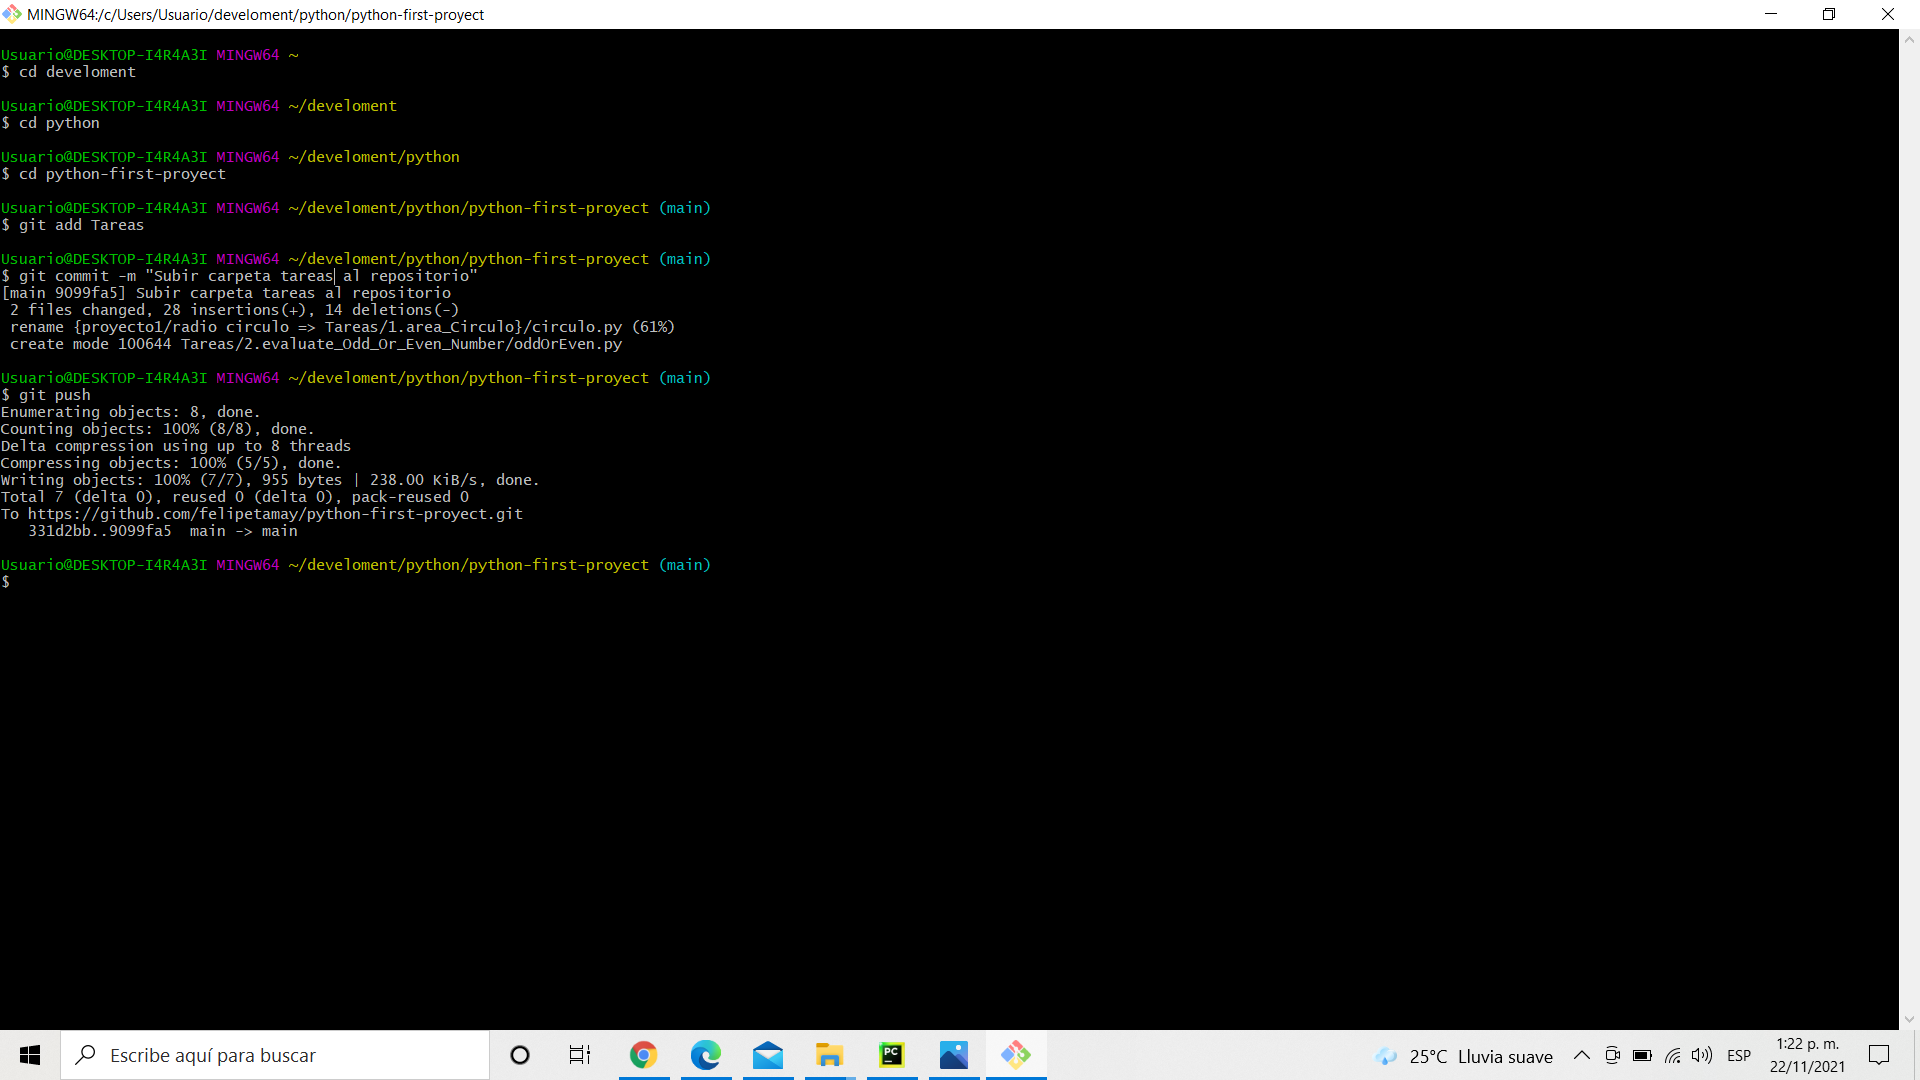 MINGW64:/c/Users/Usuario/develoment/python/python-first-proyect
Usuario@DESKTOP-I4R4A3I MINGW64 ~
$ cd develoment
Usuario@DESKTOP-I4R4A3I MINGW64 ~/develoment
$ cd python
Usuario@DESKTOP-I4R4A3I MINGW64 ~/develoment/python
$ cd python-first-proyect
Usuario@DESKTOP-I4R4A3I MINGW64 ~/develoment/python/python-first-proyect (main)
$ git add Tareas
Usuario@DESKTOP-I4R4A3I MINGW64 ~/develoment/python/python-first-proyect (main)
$ git commit -m "Subir carpeta tareas al repositorio"
[main 9099fa5] Subir carpeta tareas al repositorio
2 files changed, 28 insertions(+), 14 deletions(-)
rename {proyecto1/radio circulo => Tareas/1.area_Circulo}/circulo.py (61%)
create mode 100644 Tareas/2.evaluate_Odd_Or_Even_Number/oddOrEven.py
Usuario@DESKTOP-I4R4A3I MINGW64 ~/develoment/python/python-first-proyect (main)
$ git push
Enumerating objects: 8, done.
Counting objects: 100% (8/8), done.
Delta compression using up to 8 threads
Compressing objects: 100% (5/5), done.
Writing objects: 100% (7/7), 955 bytes | 238.00 KiB/s, done.
Total 7 (delta 0), reused 0 (delta 0), pack-reused 0
To https://github.com/felipetamay/python-first-proyect.git
331d2bb..9099fa5  main -> main
Usuario@DESKTOP-I4R4A3I MINGW64 ~/develoment/python/python-first-proyect (main)
$
Escribe aquí para buscar
PC
25°C Lluvia suave
ESP
1:22 p. m.
22/11/2021